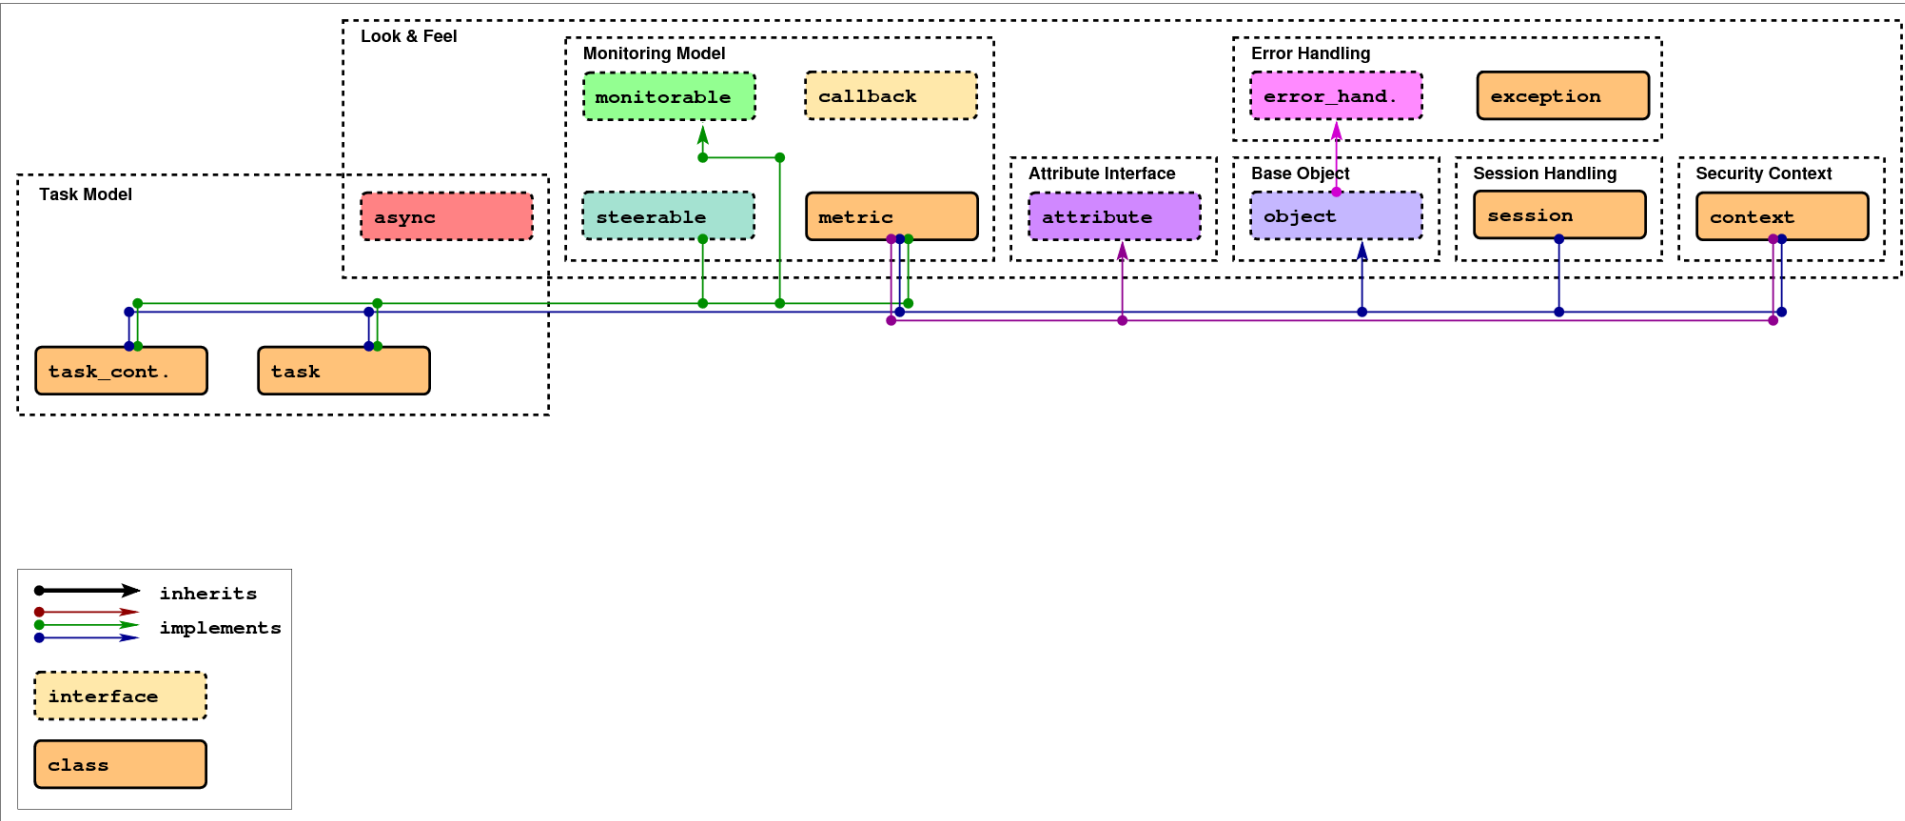 Look & Feel
Monitoring Model
Error Handling
monitorable
callback
error_hand.
exception
Task Model
Attribute Interface
Base Object
Session Handling
Security Context
async
steerable
metric
attribute
object
session
context
task_cont.
task
inherits
implements
interface
class